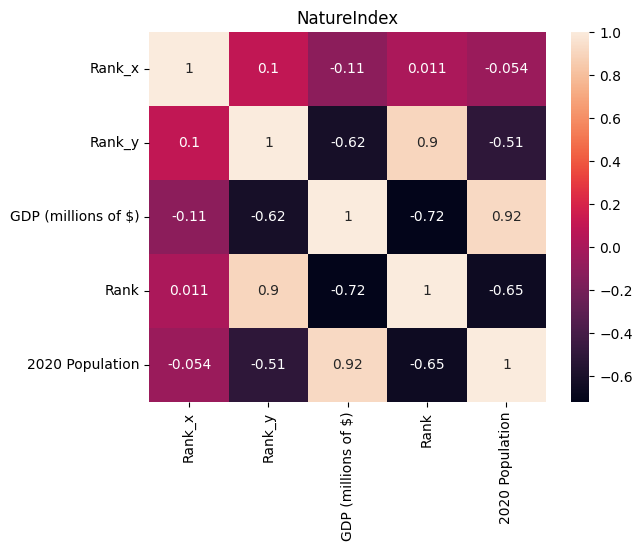 NatureIndex
Rank_x 1 0.1 -0.11 0.011 -0.054
Rank_y 0.1 1 -0.62 0.9 -0.51
GDP (millions of $) -0.11 -0.62 1 -0.72 0.92
Rank 0.011 0.9 -0.72 1 -0.65
2020 Population -0.054 -0.51 0.92 -0.65 1
Rank_x
Rank_y
GDP (millions of $)
Rank
2020 Population
1.0
0.8
0.6
0.4
0.2
0.0
−0.2
−0.4
−0.6